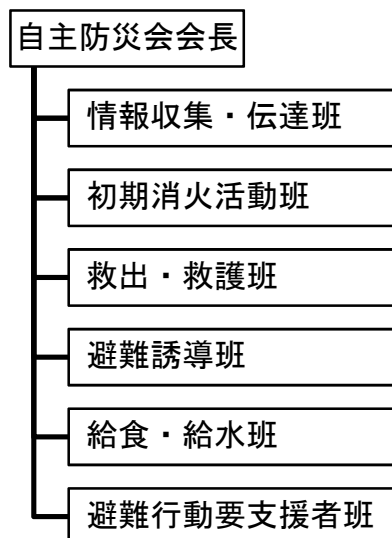 自主防災会会長
情報収集・伝達班
初期消火活動班
救出・救護班
避難誘導班
給食・給水班
避難行動要支援者班